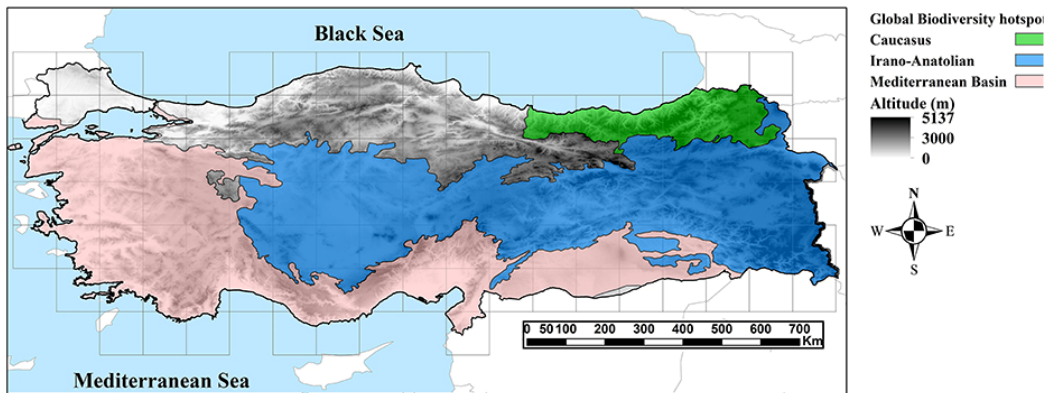 Black Sea
Mediterranean Sea
0 50 100 200 300 400 500 600 700
Km
Global Biodiversity hotspo
Caucasus
Irano-Anatolian
Mediterranean Basin
Altitude (m)
5137
3000
0
N
W E
S